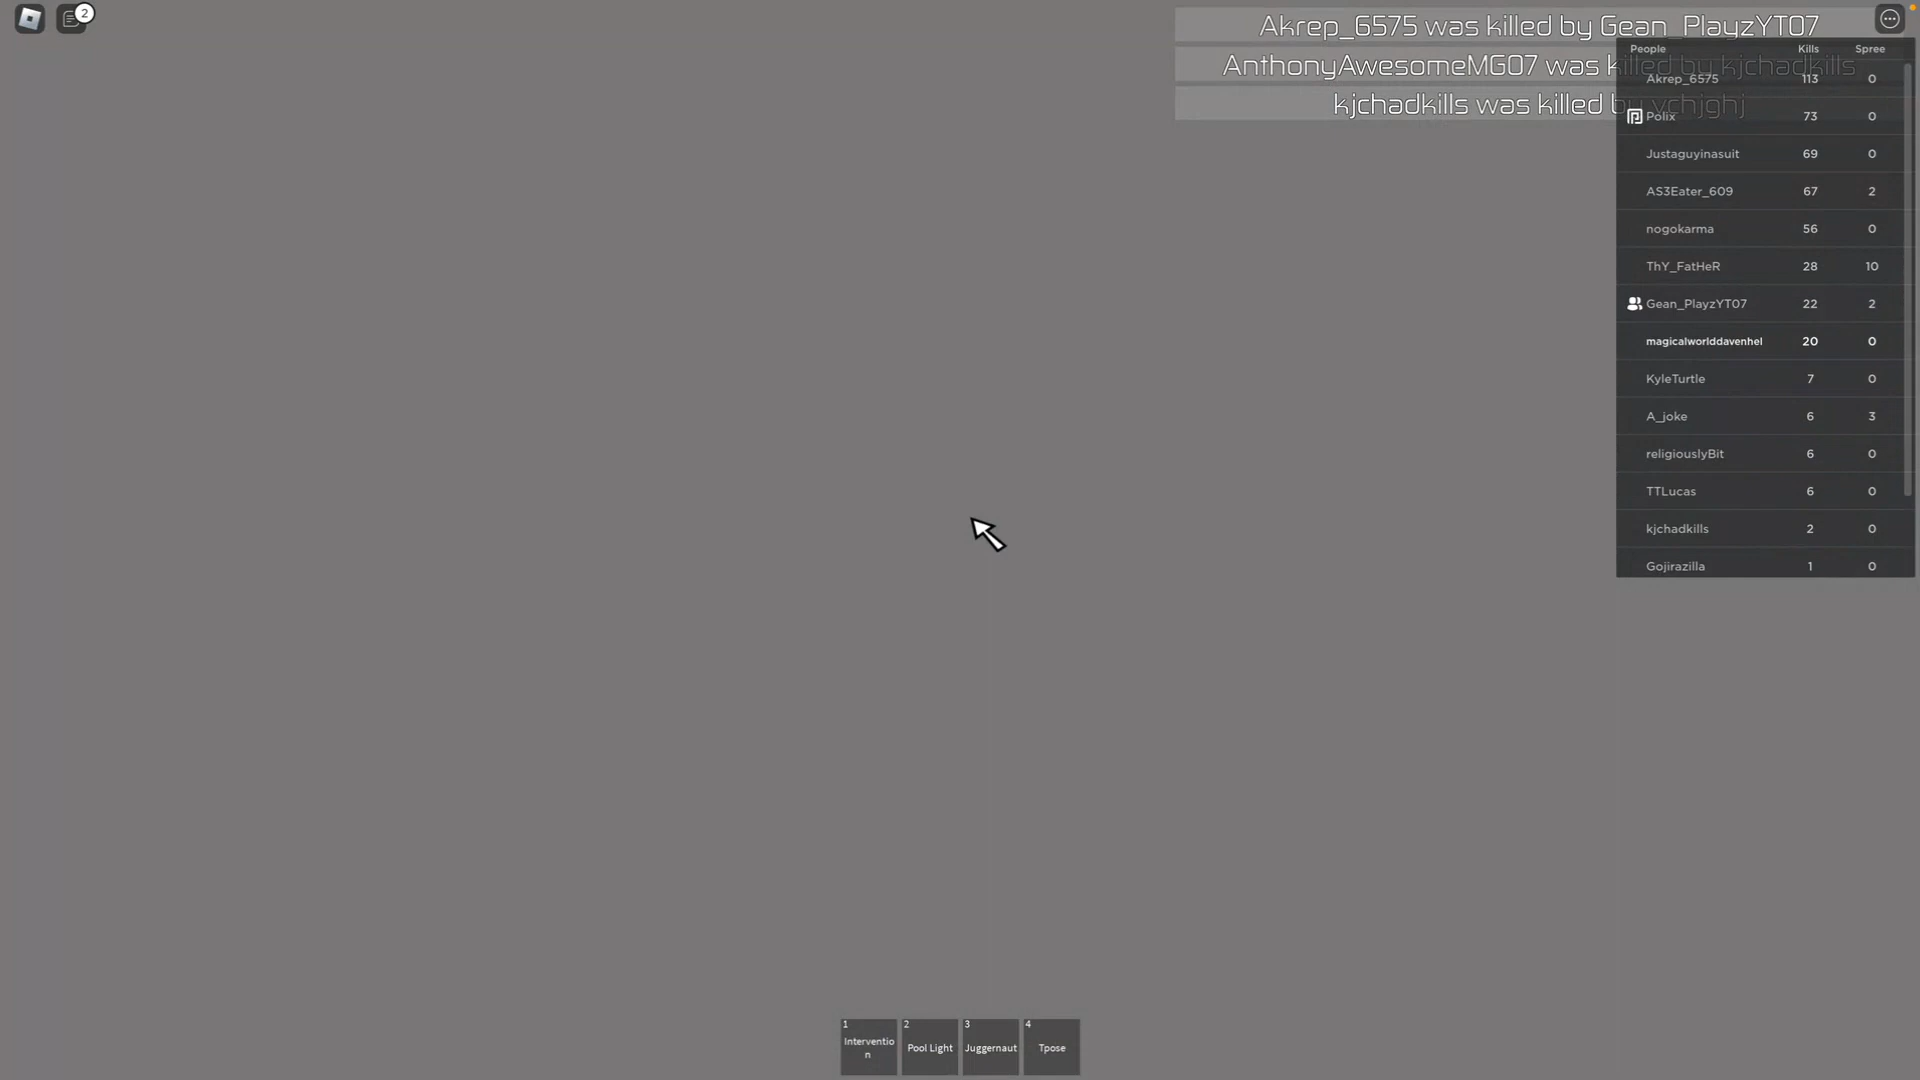 2
Akrep_6575 was killed by Gean_PlayzYT07
AnthonyAwesomeMG07 was killed by kjchadkills
kjchadkills was killed by vchjghj
People Kills Spree
Akrep_6575 113 0
Polix 73 0
Justaguyinasuit 69 0
AS3Eater_609 67 2
nogokarma 56 0
ThY_FatHeR 28 10
Gean_PlayzYT07 22 2
magicalworlddavenhel 20 0
KyleTurtle 7 0
A_joke 6 3
religiouslyBit 6 0
TTLucas 6 0
kjchadkills 2 0
Gojirazilla 1 0
1 2 3 4
Interventio
n
Pool Light Juggernaut Tpose